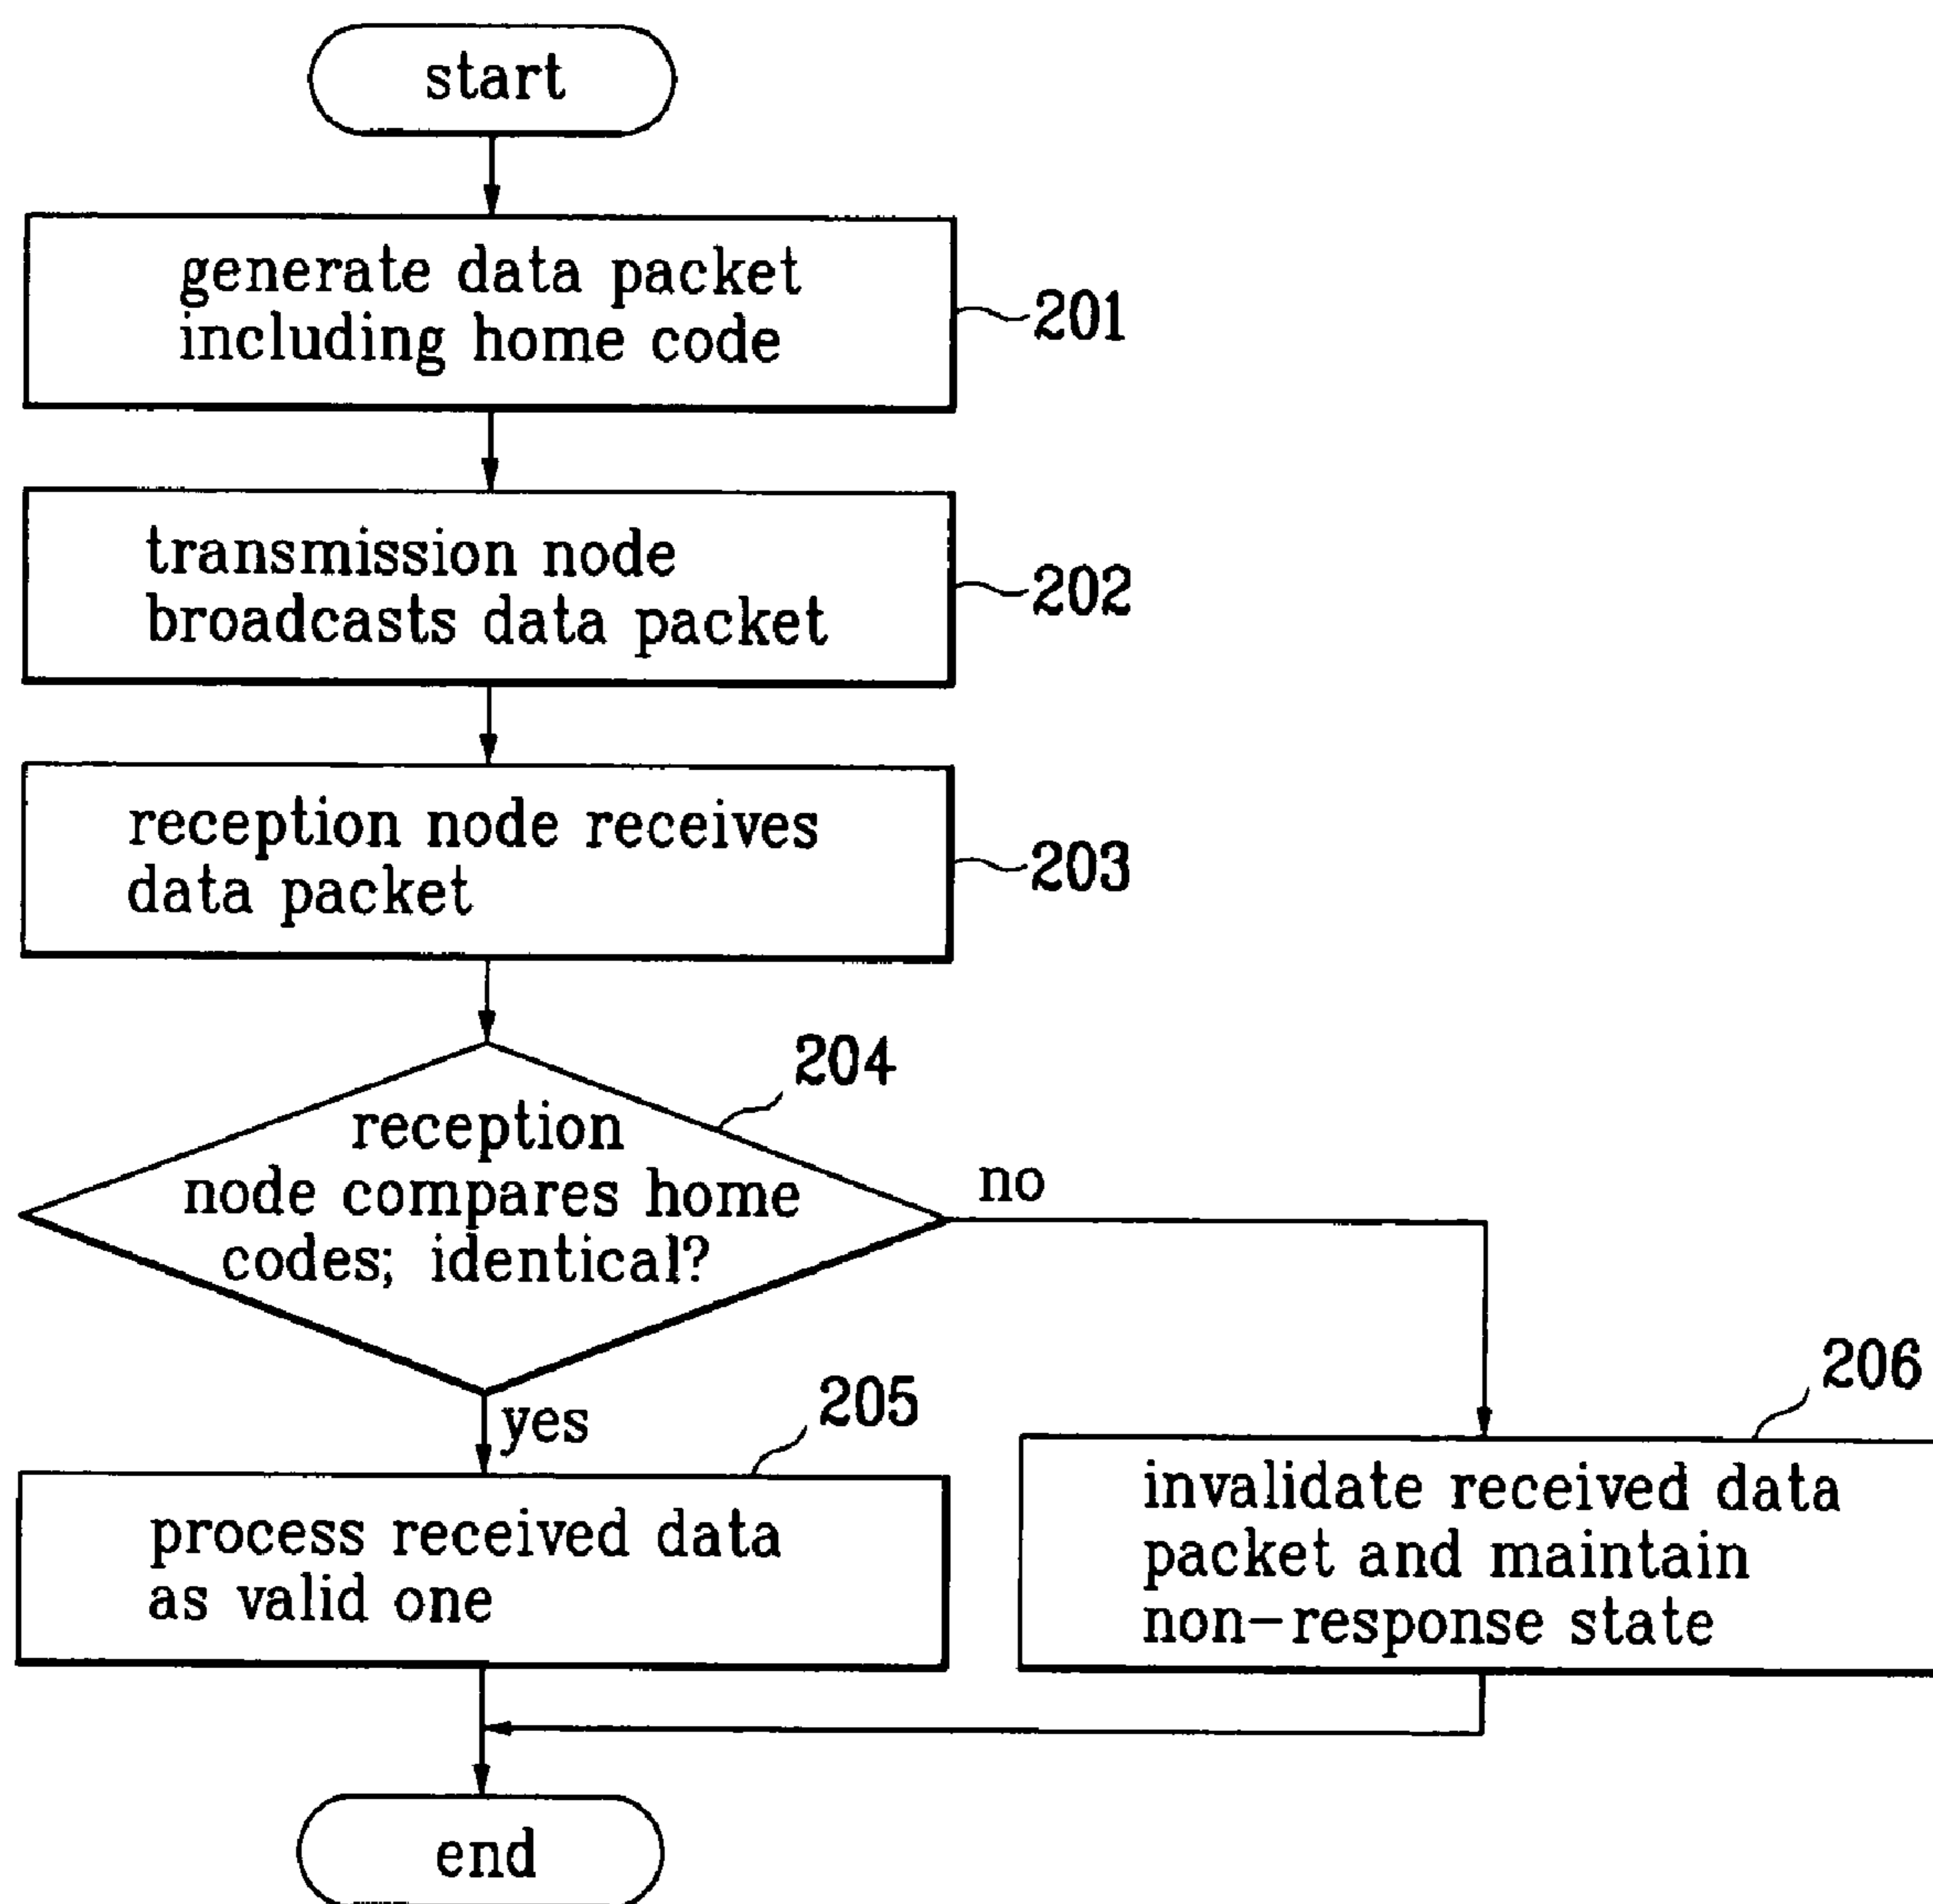 start
generate data packet
including home code
201
transmission node
broadcasts data packet
202
reception node receives
data packet
203
204
reception
node compares home
codes; identical?
no
yes
205
process received data
as valid one
206
invalidate received data
packet and maintain
non-response state
end